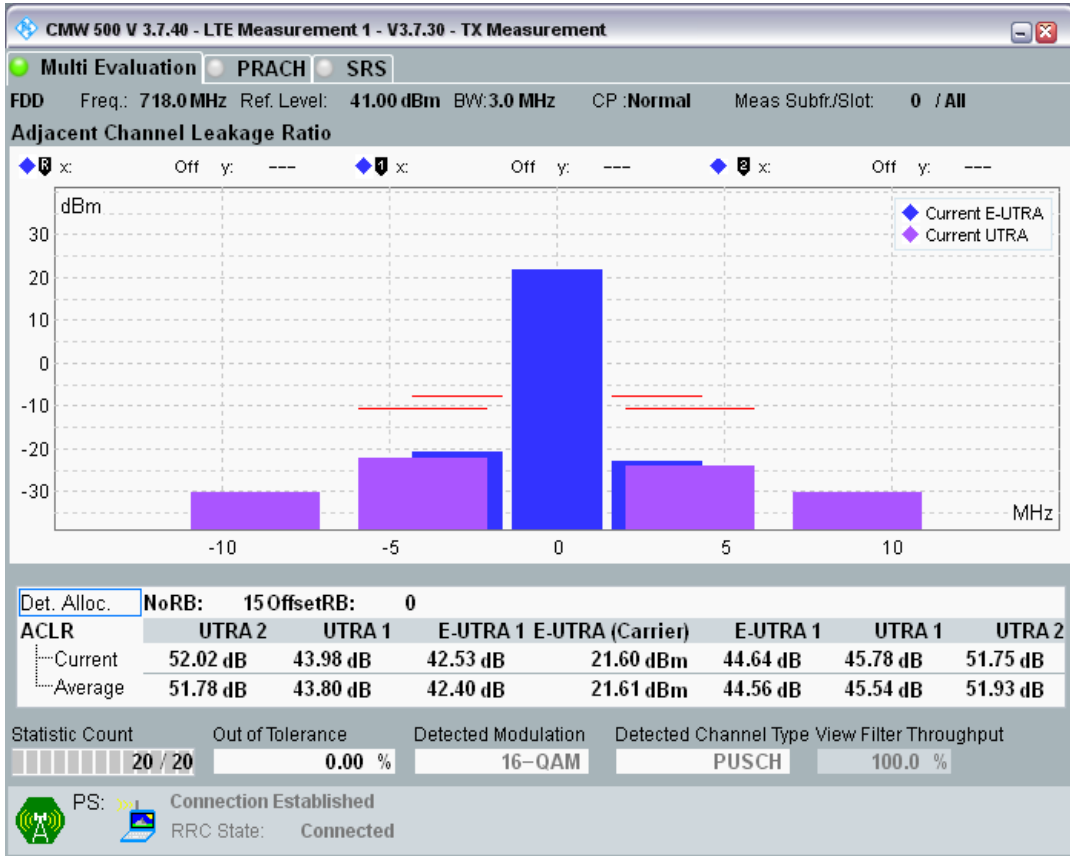 CMW 500 V 3.7.40 - LTE Measurement 1 - V3.7.30 - TX Measurement
Multi Evaluation PRACH SRS
FDD Freq.: 718.0 MHz Ref. Level: 41.00 dBm BW: 3.0 MHz CP :Normal Meas Subfr./Slot: 0 / All
Adjacent Channel Leakage Ratio
R x: Off y: --- 1 x: Off y: --- 2 x: Off y: ---
dBm
Current E-UTRA
Current UTRA
30
20
10
0
-10
-20
-30
MHz
-10 -5 0 5 10
Det. Alloc. NoRB: 15 OffsetRB: 0
ACLR UTRA 2 UTRA 1 E-UTRA 1 E-UTRA (Carrier) E-UTRA 1 UTRA 1 UTRA 2
Current 52.02 dB 43.98 dB 42.53 dB 21.60 dBm 44.64 dB 45.78 dB 51.75 dB
Average 51.78 dB 43.80 dB 42.40 dB 21.61 dBm 44.56 dB 45.54 dB 51.93 dB
Statistic Count Out of Tolerance Detected Modulation Detected Channel Type View Filter Throughput
20 / 20 0.00 % 16-QAM PUSCH 100.0 %
PS: Connection Established
RRC State: Connected